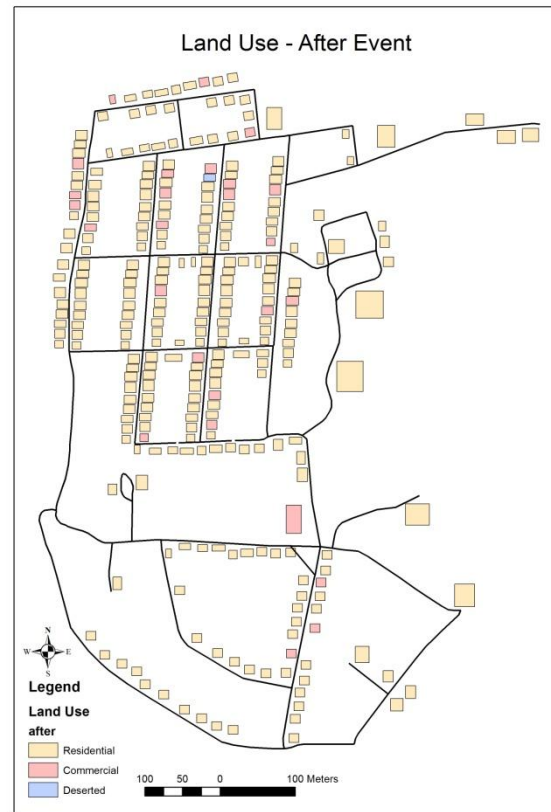 Land Use - After Event
N
W E
S
Legend
Land Use
after
Residential
Commercial
Deserted
100 50 0 100 Meters